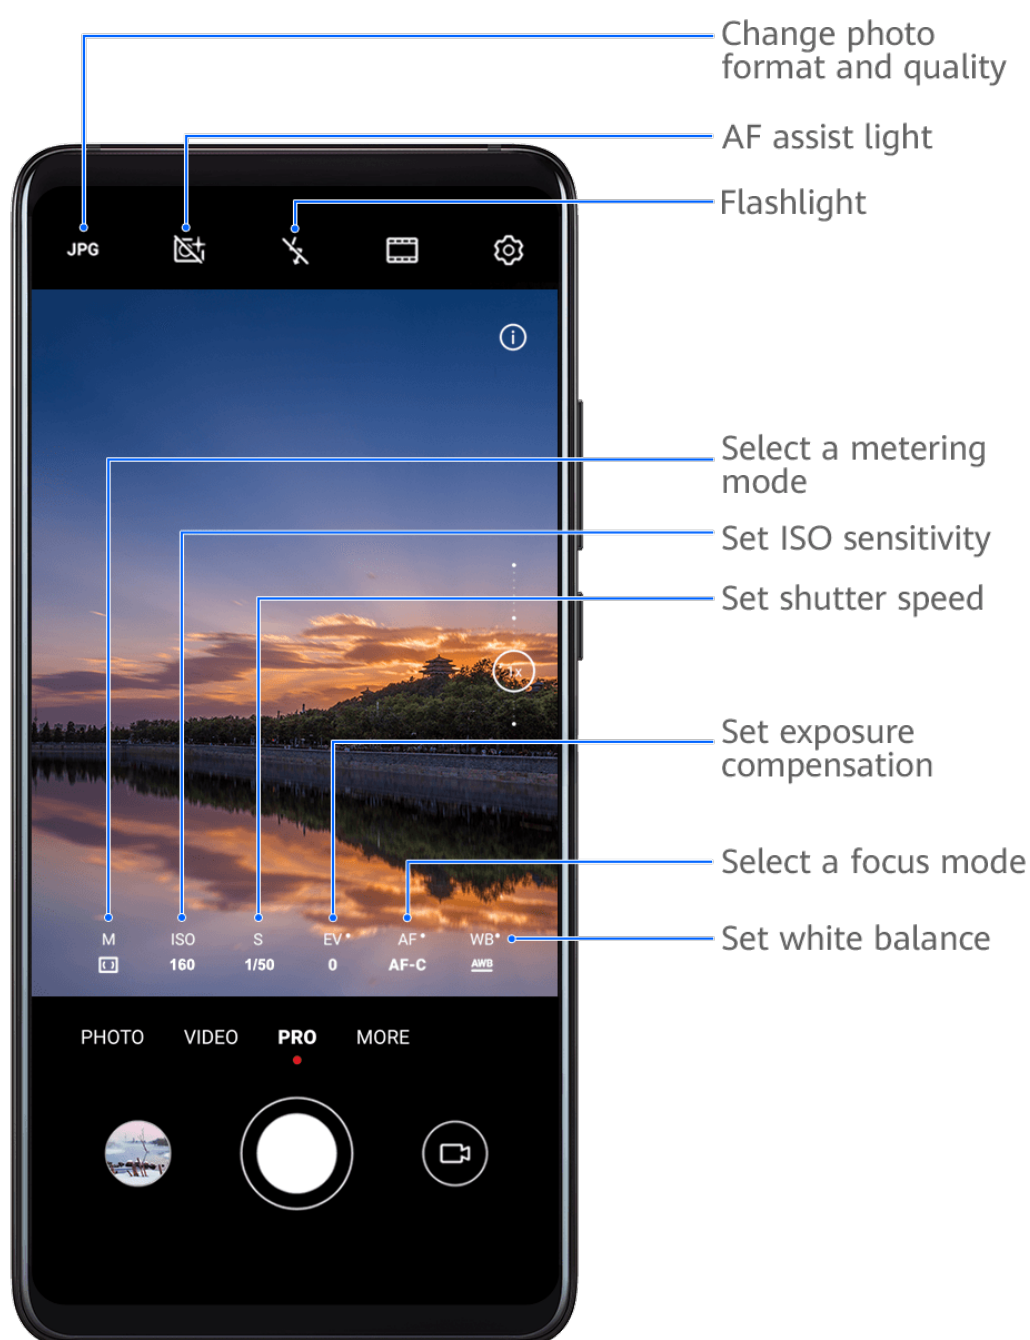 Change photo
format and quality
AF assist light
Flashlight
JPG
i
Select a metering
mode
Set ISO sensitivity
Set shutter speed
1x
Set exposure
compensation
Select a focus mode
Set white balance
M ISO S EV AF WB
160 1/50 0 AF-C AWB
PHOTO VIDEO PRO MORE